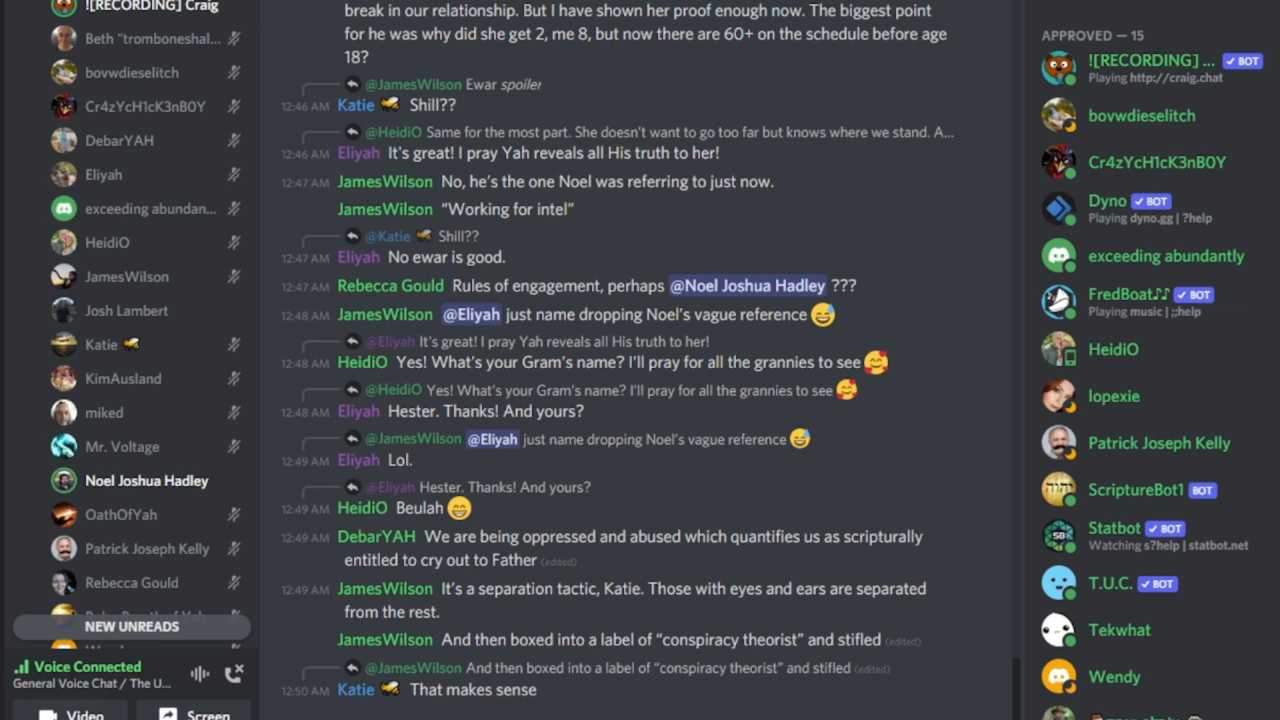 ![RECORDING] Craig
Beth "tromboneshal...
bovwdieselitch
Cr4zYcH1cK3nB0Y
DebarYAH
Eliyah
exceeding abundan...
HeidiO
JamesWilson
Josh Lambert
Katie
KimAusland
miked
Mr. Voltage
Noel Joshua Hadley
OathOfYah
Patrick Joseph Kelly
Rebecca Gould
NEW UNREADS
Voice Connected
General Voice Chat / The U...
Video
Screen
break in our relationship. But I have shown her proof enough now. The biggest point
for he was why did she get 2, me 8, but now there are 60+ on the schedule before age
18?
@JamesWilson Ewar spoiler
12:46 AM Katie Shill??
@HeidiO Same for the most part. She doesn't want to go too far but knows where we stand. A...
12:46 AM Eliyah It's great! I pray Yah reveals all His truth to her!
12:47 AM JamesWilson No, he's the one Noel was referring to just now.
JamesWilson "Working for intel"
@Katie Shill??
12:47 AM Eliyah No ewar is good.
12:47 AM Rebecca Gould Rules of engagement, perhaps @Noel Joshua Hadley ???
12:48 AM JamesWilson @Eliyah just name dropping Noel's vague reference 😅
@Eliyah It's great! I pray Yah reveals all His truth to her!
12:48 AM HeidiO Yes! What's your Gram's name? I'll pray for all the grannies to see 🥰
@HeidiO Yes! What's your Gram's name? I'll pray for all the grannies to see 🥰
12:48 AM Eliyah Hester. Thanks! And yours?
@JamesWilson @Eliyah just name dropping Noel's vague reference 😅
12:49 AM Eliyah Lol.
@Eliyah Hester. Thanks! And yours?
12:49 AM HeidiO Beulah 😁
12:49 AM DebarYAH We are being oppressed and abused which quantifies us as scripturally
entitled to cry out to Father (edited)
12:49 AM JamesWilson It's a separation tactic, Katie. Those with eyes and ears are separated
from the rest.
JamesWilson And then boxed into a label of "conspiracy theorist" and stifled (edited)
@JamesWilson And then boxed into a label of "conspiracy theorist" and stifled (edited)
12:50 AM Katie That makes sense
APPROVED — 15
![RECORDING] ... ✓ BOT
Playing http://craig.chat
bovwdieselitch
Cr4zYcH1cK3nB0Y
Dyno ✓ BOT
Playing dyno.gg | ?help
exceeding abundantly
FredBoat♪♪ ✓ BOT
Playing music | ;;help
HeidiO
lopexie
Patrick Joseph Kelly
יהוה
ScriptureBot1 BOT
SB
Statbot ✓ BOT
Watching s?help | statbot.net
T.U.C. ✓ BOT
Tekwhat
Wendy